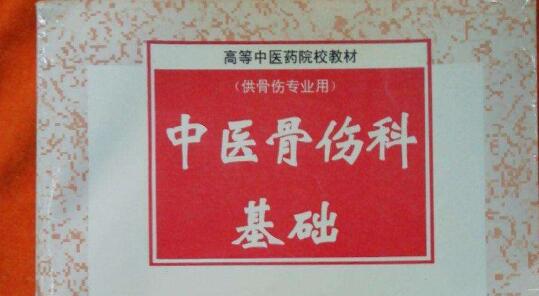 高等中医药院校教材
(供骨伤专业用)
中医骨伤科
基础